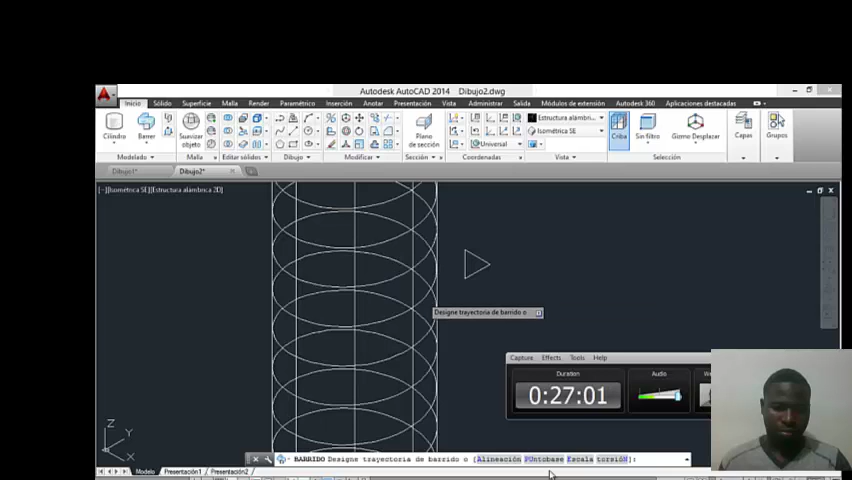 Autodesk AutoCAD 2014 Dibujo2.dwg
Inicio Sólido Superficie Malla Render Paramétrico Inserción Anotar Presentación Vista Administrar Salida Módulos de extensión Autodesk 360 Aplicaciones destacadas
Estructura alámbr...
Isométrica SE
Universal
Cilindro Barrer Suavizar objeto Plano de sección Criba Sin filtro Gizmo Desplazar Capas Grupos
Modelado Malla Editar sólidos Dibujo Modificar Sección Coordenadas Vista Selección
Dibujo1* Dibujo2*
[−][Isométrica SE][Estructura alámbrica 2D]
Designe trayectoria de barrido o
Capture Effects Tools Help
Duration Audio
0:27:01
Z
Y
X
BARRIDO Designe trayectoria de barrido o [Alineación PUntobase Escala torsióN]:
Modelo Presentación1 Presentación2